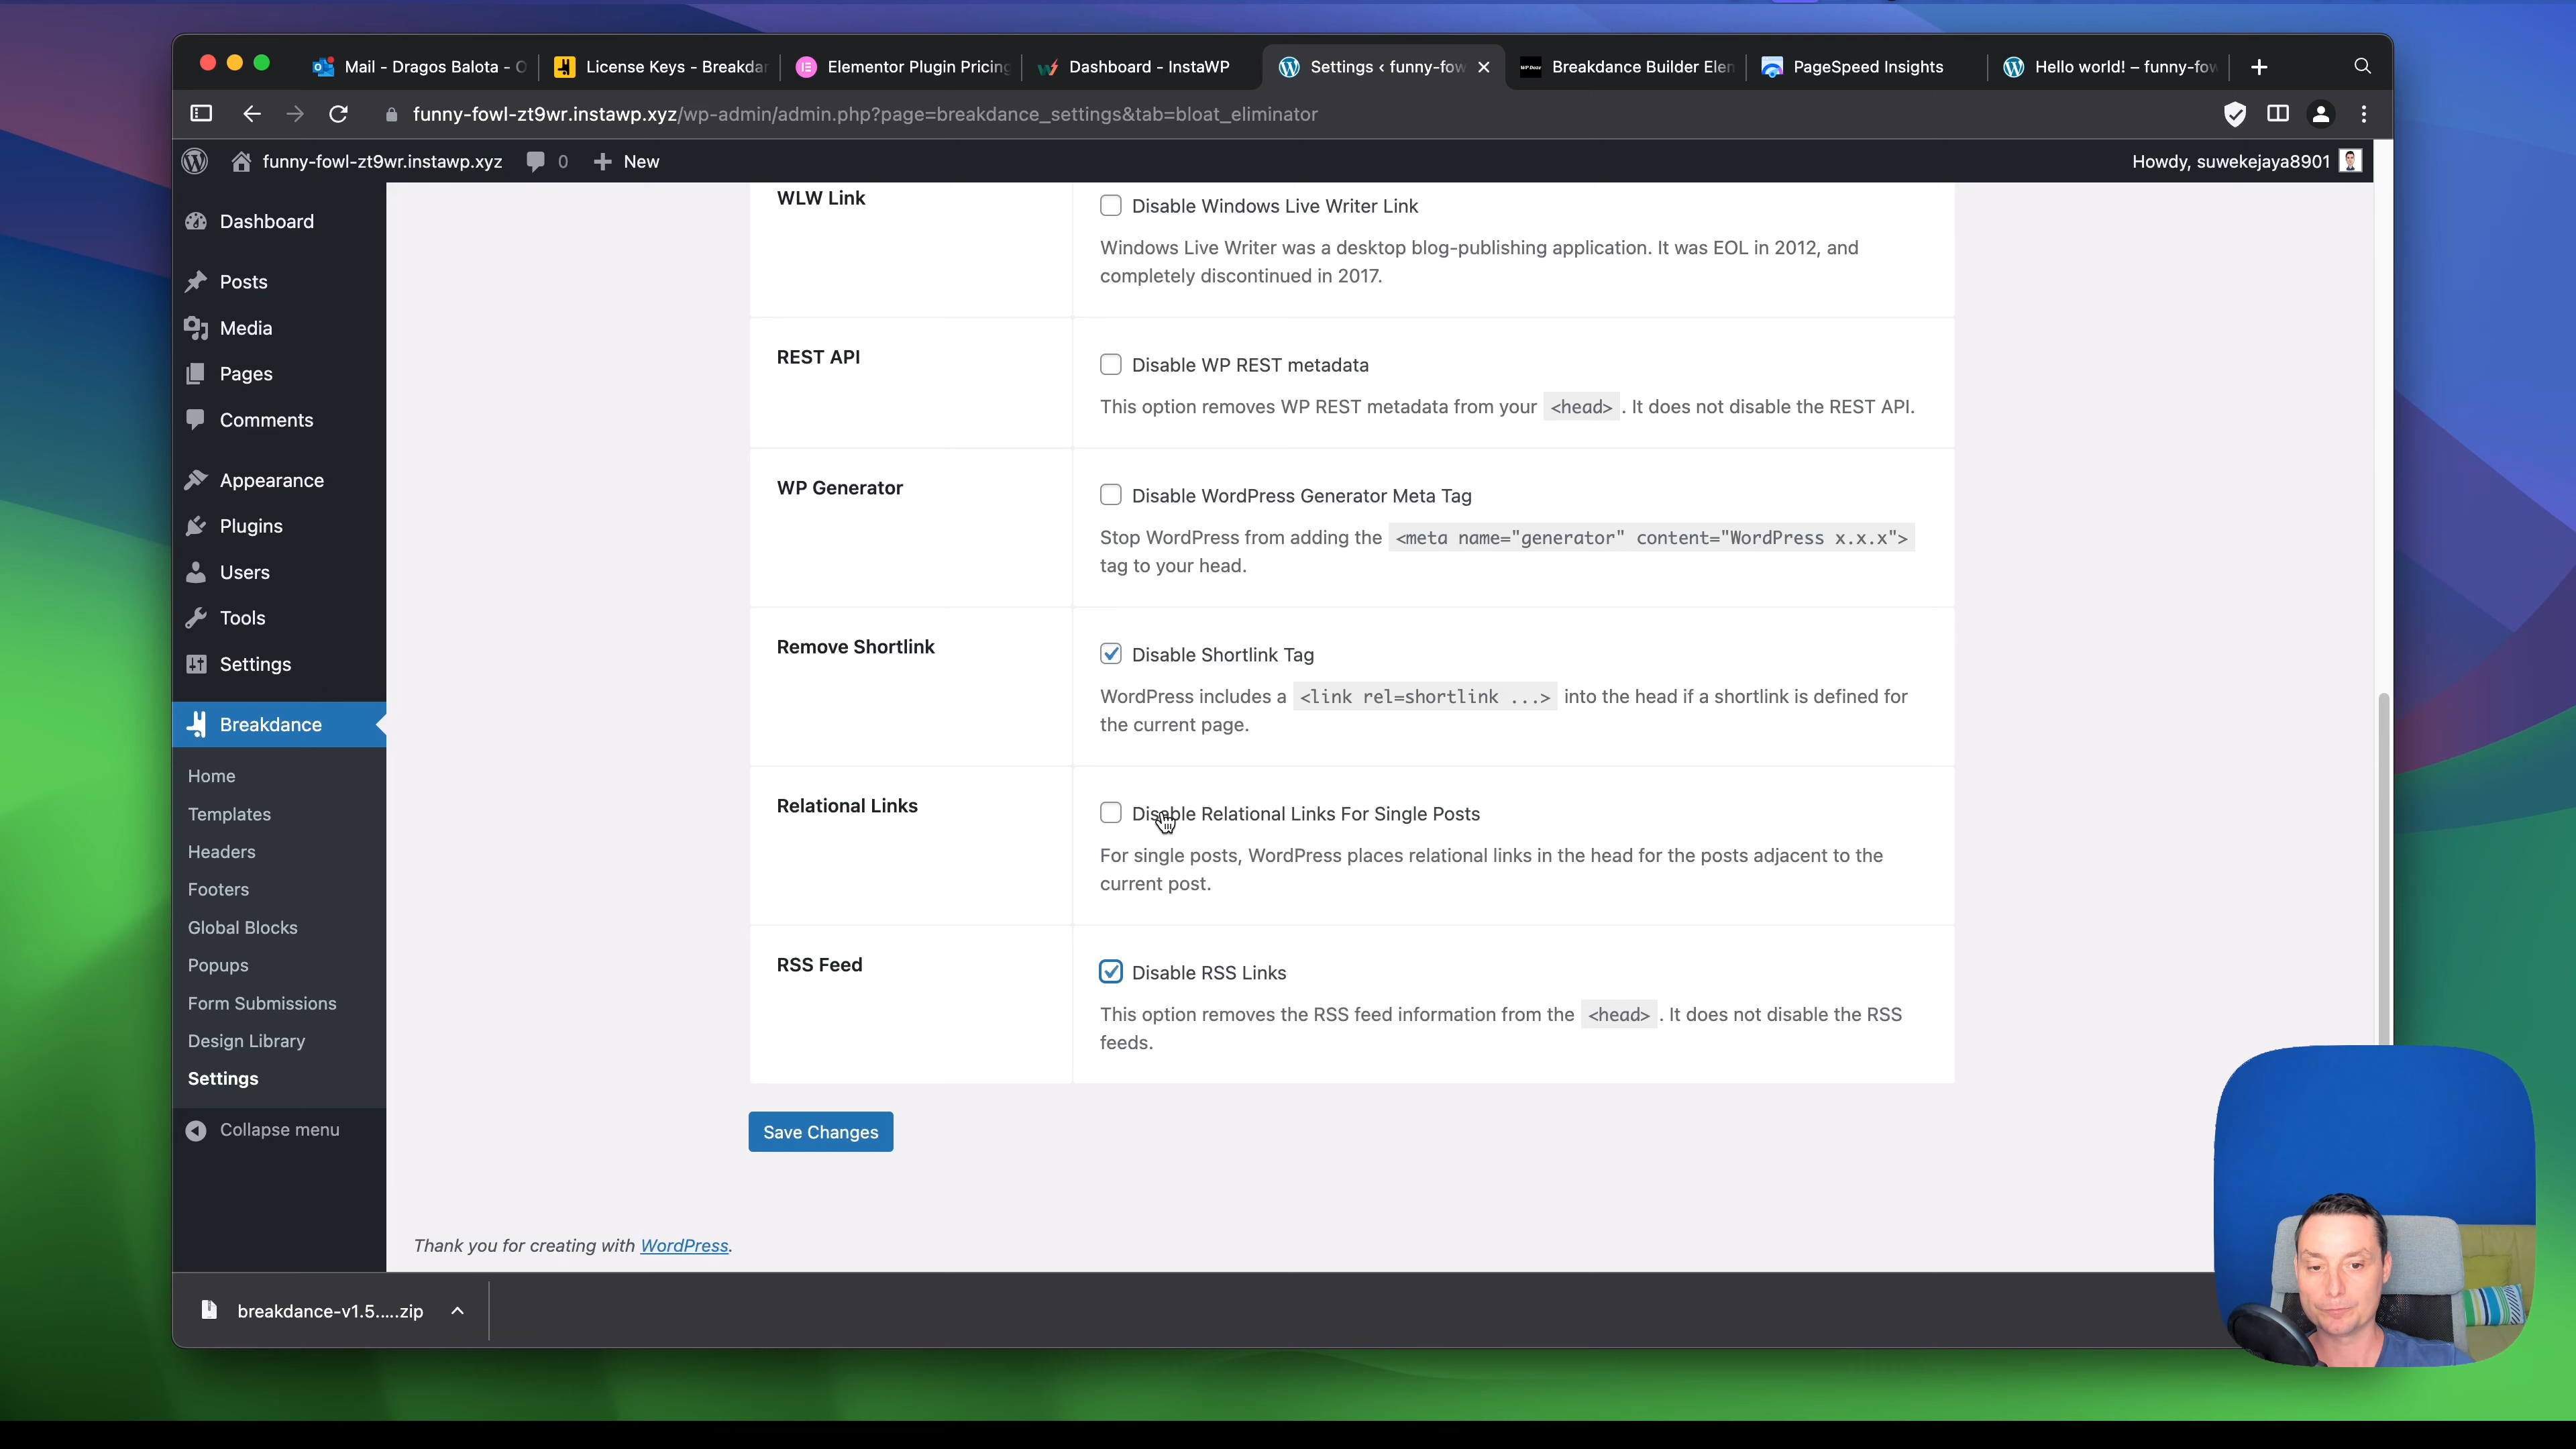 Mail - Dragos Balota - O
License Keys - Breakdan
Elementor Plugin Pricing
Dashboard - InstaWP
Settings ‹ funny-fow
Breakdance Builder Elem
PageSpeed Insights
Hello world! – funny-fow
funny-fowl-zt9wr.instawp.xyz/wp-admin/admin.php?page=breakdance_settings&tab=bloat_eliminator
funny-fowl-zt9wr.instawp.xyz
0
New
Howdy, suwekejaya8901
Dashboard
Posts
Media
Pages
Comments
Appearance
Plugins
Users
Tools
Settings
Breakdance
Home
Templates
Headers
Footers
Global Blocks
Popups
Form Submissions
Design Library
Settings
Collapse menu
WLW Link
Disable Windows Live Writer Link
Windows Live Writer was a desktop blog-publishing application. It was EOL in 2012, and
completely discontinued in 2017.
REST API
Disable WP REST metadata
This option removes WP REST metadata from your <head> . It does not disable the REST API.
WP Generator
Disable WordPress Generator Meta Tag
Stop WordPress from adding the <meta name="generator" content="WordPress x.x.x">
tag to your head.
Remove Shortlink
Disable Shortlink Tag
WordPress includes a <link rel=shortlink ...> into the head if a shortlink is defined for
the current page.
Relational Links
Disable Relational Links For Single Posts
For single posts, WordPress places relational links in the head for the posts adjacent to the
current post.
RSS Feed
Disable RSS Links
This option removes the RSS feed information from the <head> . It does not disable the RSS
feeds.
Save Changes
Thank you for creating with WordPress.
breakdance-v1.5.....zip